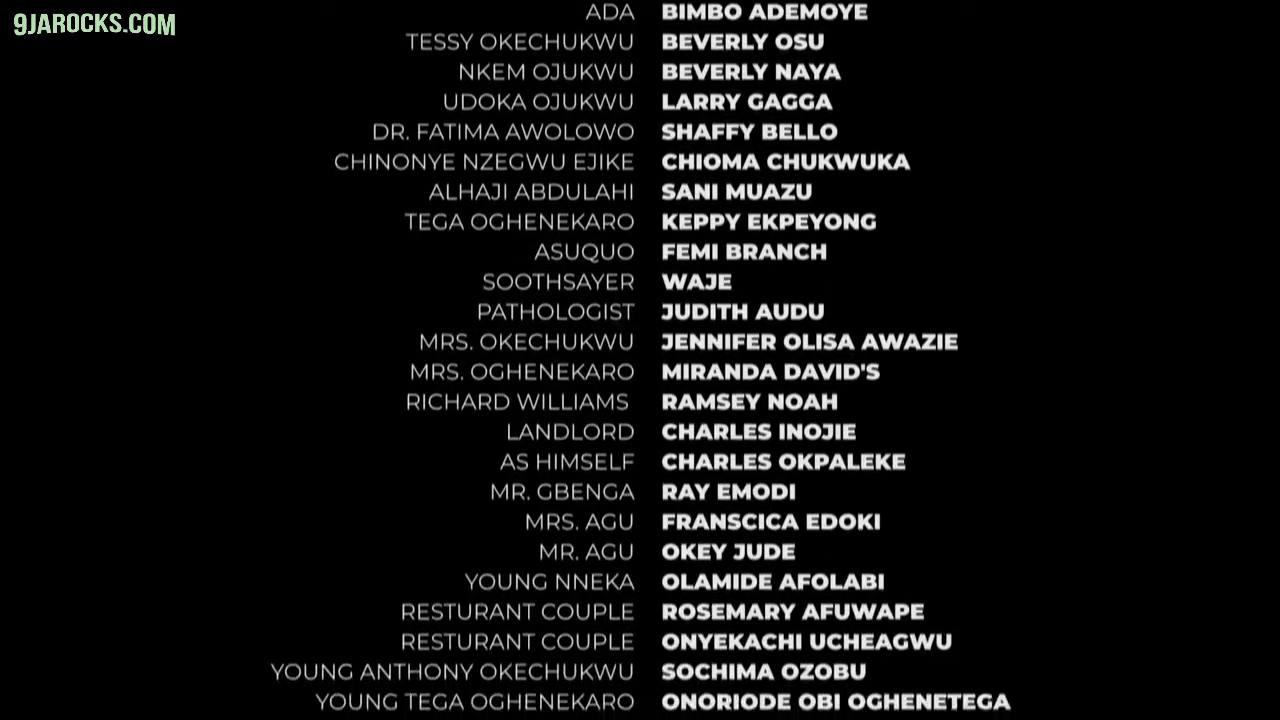 9JAROCKS.COM
ADA BIMBO ADEMOYE
TESSY OKECHUKWU BEVERLY OSU
NKEM OJUKWU BEVERLY NAYA
UDOKA OJUKWU LARRY GAGGA
DR. FATIMA AWOLOWO SHAFFY BELLO
CHINONYE NZEGWU EJIKE CHIOMA CHUKWUKA
ALHAJI ABDULAHI SANI MUAZU
TEGA OGHENEKARO KEPPY EKPEYONG
ASUQUO FEMI BRANCH
SOOTHSAYER WAJE
PATHOLOGIST JUDITH AUDU
MRS. OKECHUKWU JENNIFER OLISA AWAZIE
MRS. OGHENEKARO MIRANDA DAVID'S
RICHARD WILLIAMS RAMSEY NOAH
LANDLORD CHARLES INOJIE
AS HIMSELF CHARLES OKPALEKE
MR. GBENGA RAY EMODI
MRS. AGU FRANSCICA EDOKI
MR. AGU OKEY JUDE
YOUNG NNEKA OLAMIDE AFOLABI
RESTURANT COUPLE ROSEMARY AFUWAPE
RESTURANT COUPLE ONYEKACHI UCHEAGWU
YOUNG ANTHONY OKECHUKWU SOCHIMA OZOBU
YOUNG TEGA OGHENEKARO ONORIODE OBI OGHENETEGA